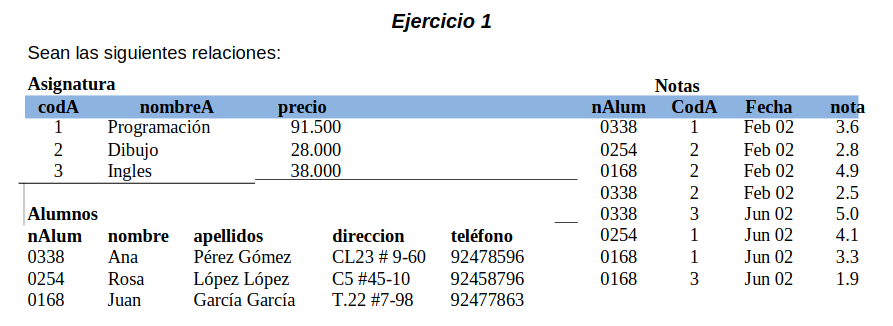 Ejercicio 1
Sean las siguientes relaciones:
Asignatura
codA nombreA precio
1 Programación 91.500
2 Dibujo 28.000
3 Ingles 38.000
Alumnos
nAlum nombre apellidos direccion teléfono
0338 Ana Pérez Gómez CL23 # 9-60 92478596
0254 Rosa López López C5 #45-10 92458796
0168 Juan García García T.22 #7-98 92477863
Notas
nAlum CodA Fecha nota
0338 1 Feb 02 3.6
0254 2 Feb 02 2.8
0168 2 Feb 02 4.9
0338 2 Feb 02 2.5
0338 3 Jun 02 5.0
0254 1 Jun 02 4.1
0168 1 Jun 02 3.3
0168 3 Jun 02 1.9